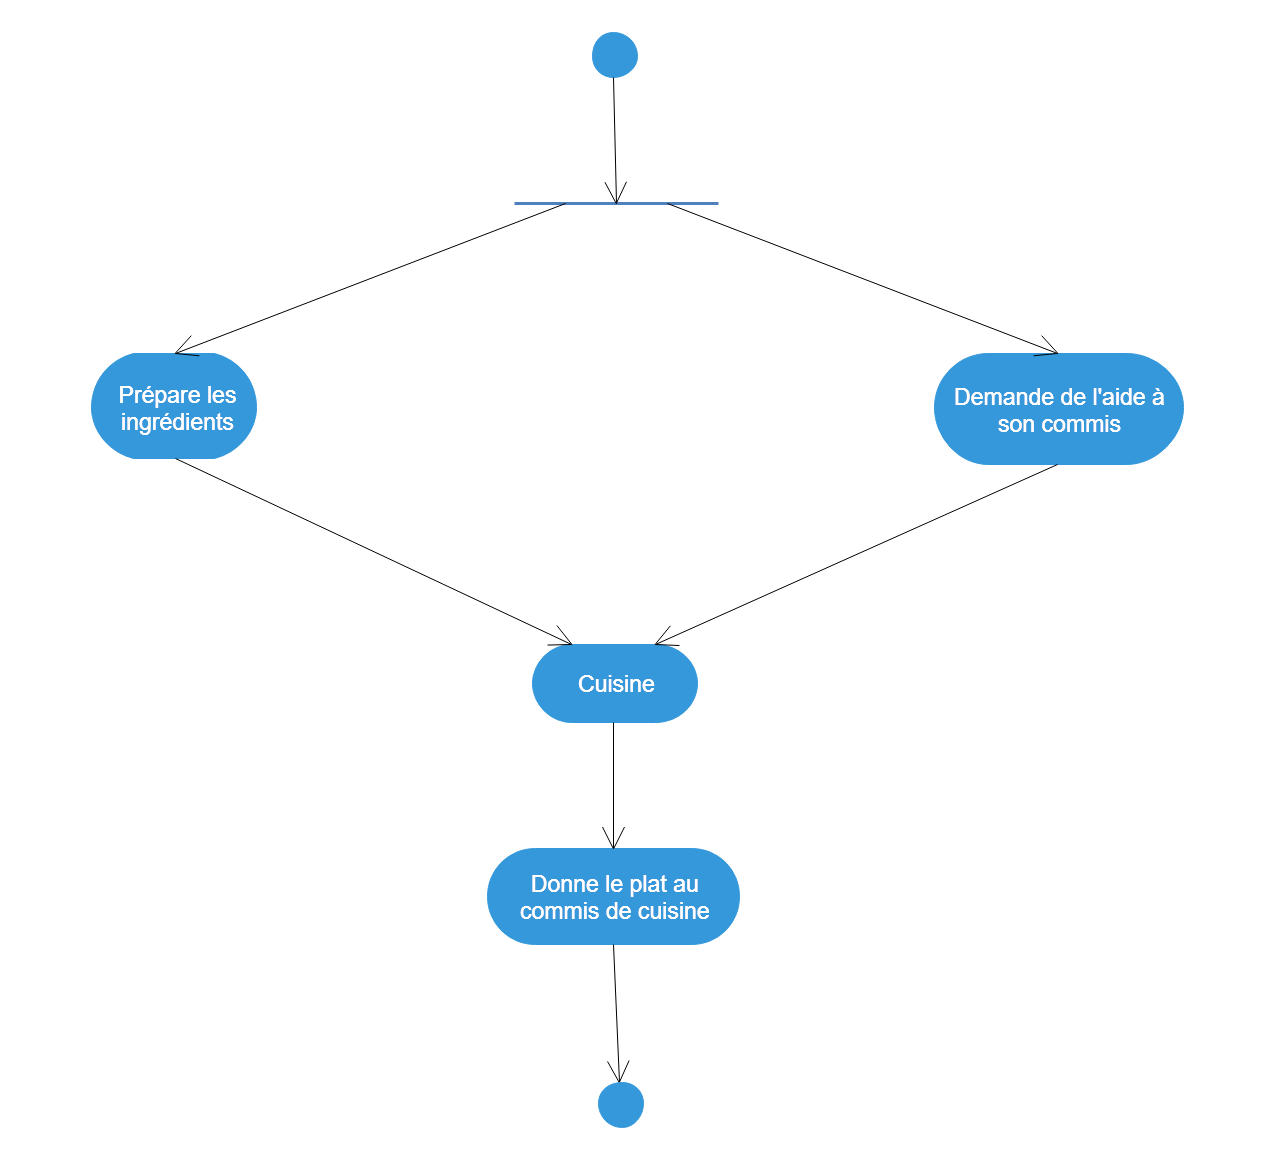 Prépare les
ingrédients
Demande de l'aide à
son commis
Cuisine
Donne le plat au
commis de cuisine